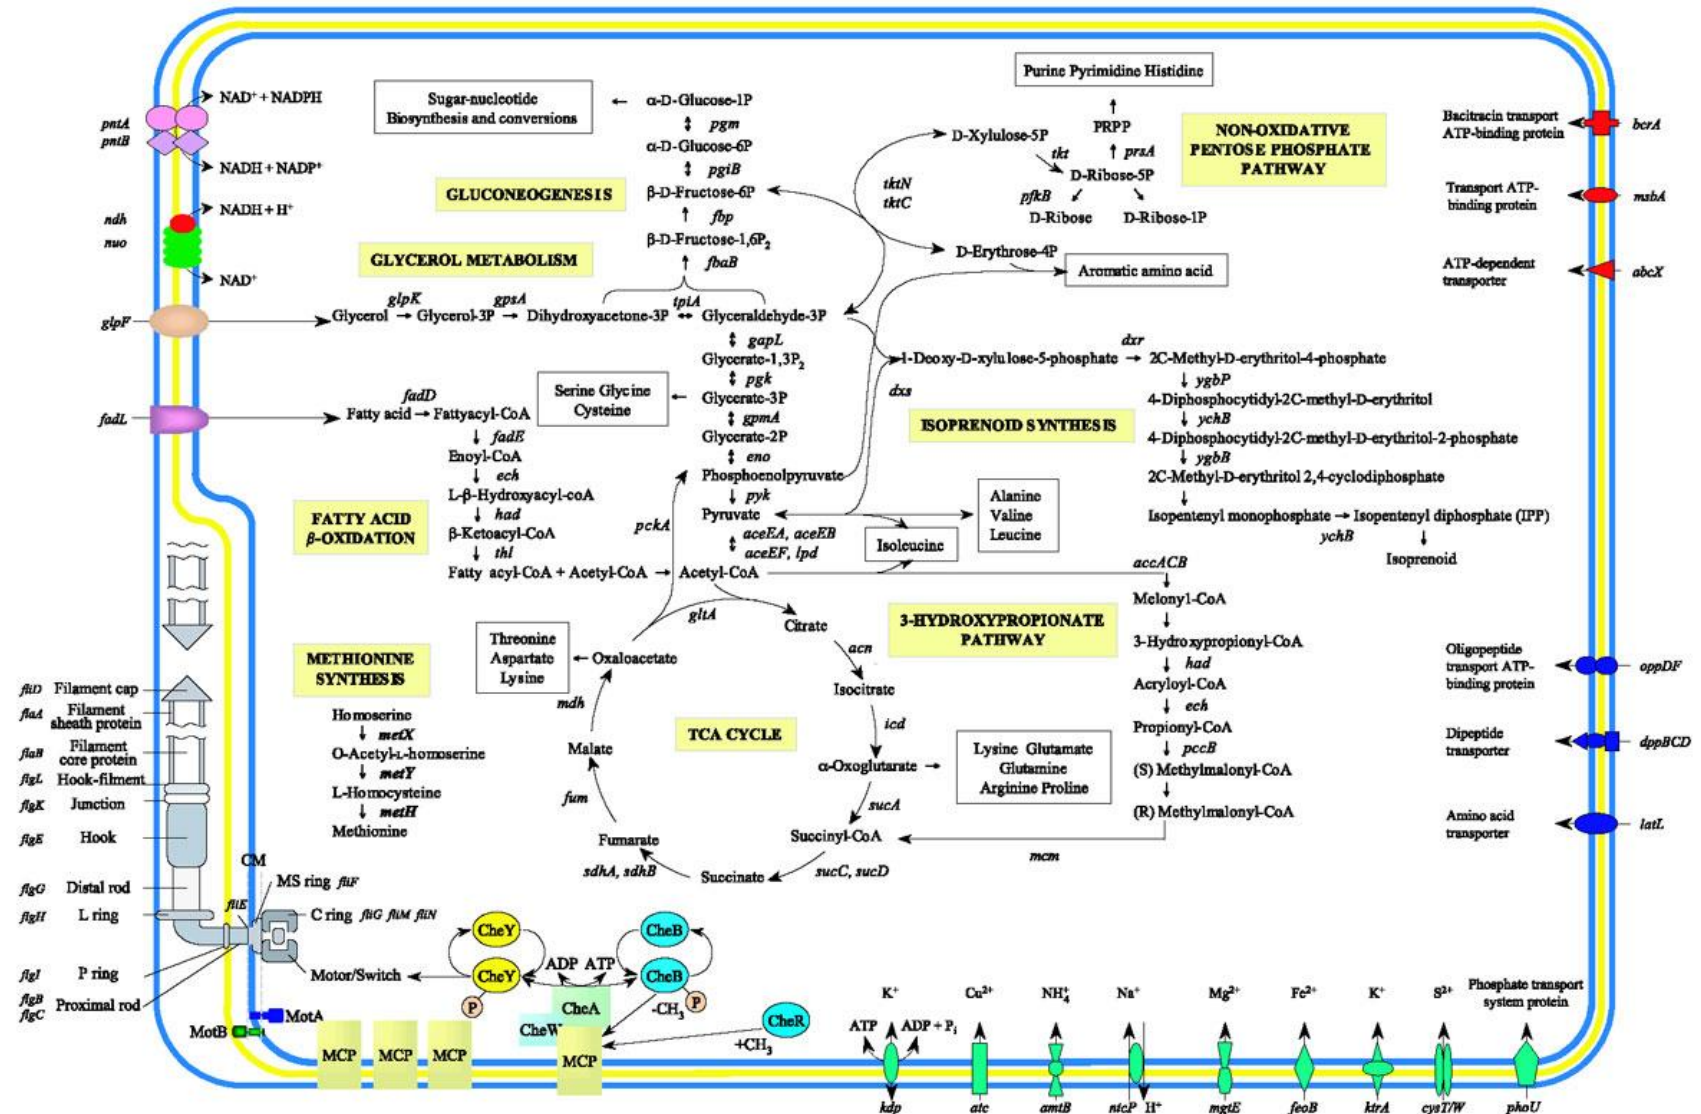 NAD⁺ + NADPH
pntA
pntB
NADH + NADP⁺
NADH + H⁺
ndh
nuo
NAD⁺
glpF
fadL
Sugar-nucleotide
Biosynthesis and conversions
α-D-Glucose-1P
pgm
α-D-Glucose-6P
pgiB
β-D-Fructose-6P
fbp
β-D-Fructose-1,6P₂
fbaB
GLUCONEOGENESIS
GLYCEROL METABOLISM
glpK
gpsA
tpiA
Glycerol
Glycerol-3P
Dihydroxyacetone-3P
Glyceraldehyde-3P
gapL
Glycerate-1,3P₂
pgk
Glycerate-3P
gpmA
Glycerate-2P
eno
Phosphoenolpyruvate
pyk
Pyruvate
aceEA, aceEB
aceEF, lpd
Serine Glycine
Cysteine
fadD
Fatty acid
Fattyacyl-CoA
fadE
Enoyl-CoA
ech
L-β-Hydroxyacyl-coA
had
β-Ketoacyl-CoA
thl
Fatty acyl-CoA + Acetyl-CoA
Acetyl-CoA
FATTY ACID
β-OXIDATION
pckA
Purine Pyrimidine Histidine
PRPP
prsA
D-Xylulose-5P
tkt
D-Ribose-5P
pfkB
D-Ribose
D-Ribose-1P
tktN
tktC
D-Erythrose-4P
Aromatic amino acid
NON-OXIDATIVE
PENTOSE PHOSPHATE
PATHWAY
1-Deoxy-D-xylulose-5-phosphate
dxr
2C-Methyl-D-erythritol-4-phosphate
dxs
ygbP
4-Diphosphocytidyl-2C-methyl-D-erythritol
ychB
4-Diphosphocytidyl-2C-methyl-D-erythritol-2-phosphate
ygbB
2C-Methyl-D-erythritol 2,4-cyclodiphosphate
Isopentenyl monophosphate
Isopentenyl diphosphate (IPP)
ychB
Isoprenoid
ISOPRENOID SYNTHESIS
Alanine
Valine
Leucine
Isoleucine
accACB
Melonyl-CoA
3-Hydroxypropionyl-CoA
had
Acryloyl-CoA
ech
Propionyl-CoA
pccB
(S) Methylmalonyl-CoA
(R) Methylmalonyl-CoA
mcm
3-HYDROXYPROPIONATE
PATHWAY
gltA
Citrate
acn
Isocitrate
icd
α-Oxoglutarate
sucA
Succinyl-CoA
sucC, sucD
Succinate
sdhA, sdhB
Fumarate
fum
Malate
mdh
Oxaloacetate
TCA CYCLE
Threonine
Aspartate
Lysine
Lysine Glutamate
Glutamine
Arginine Proline
METHIONINE
SYNTHESIS
Homoserine
metX
O-Acetyl-L-homoserine
metY
L-Homocysteine
metH
Methionine
Bacitracin transport
ATP-binding protein
bcrA
Transport ATP-
binding protein
msbA
ATP-dependent
transporter
abcX
Oligopeptide
transport ATP-
binding protein
oppDF
Dipeptide
transporter
dppBCD
Amino acid
transporter
latL
fliD Filament cap
flaA Filament
sheath protein
flaB Filament
core protein
flgL Hook-filment
flgK Junction
flgE Hook
flgG Distal rod
flgH L ring
flgI P ring
flgB
flgC Proximal rod
CM
MS ring fliF
fliE
C ring fliG fliM fliN
Motor/Switch
MotA
MotB
CheY
CheY
P
ADP
ATP
CheB
CheB
P
CheA
CheW
-CH₃
CheR
+CH₃
MCP
MCP
MCP
MCP
K⁺
ATP
ADP + Pᵢ
kdp
Cu²⁺
atc
NH₄⁺
amtB
Na⁺
ntcP
H⁺
Mg²⁺
mgtE
Fe²⁺
feoB
K⁺
ktrA
S²⁺
cysT/W
Phosphate transport
system protein
phoU